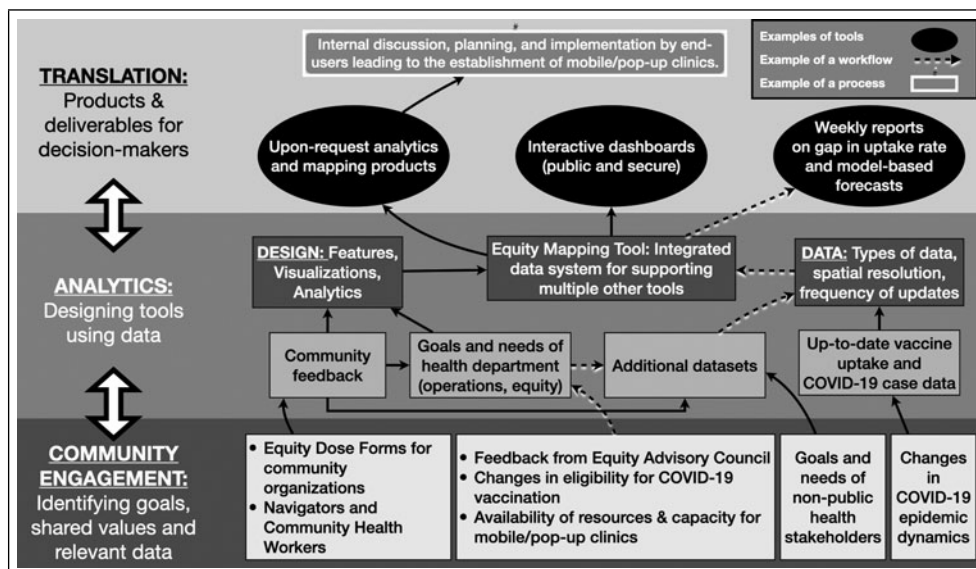 Internal discussion, planning, and implementation by end-
users leading to the establishment of mobile/pop-up clinics.
Examples of tools
Example of a workflow
Example of a process
TRANSLATION:
Products &
deliverables for
decision-makers
Upon-request analytics
and mapping products
Interactive dashboards
(public and secure)
Weekly reports
on gap in uptake rate
and model-based
forecasts
ANALYTICS:
Designing tools
using data
DESIGN: Features,
Visualizations,
Analytics
Equity Mapping Tool: Integrated
data system for supporting
multiple other tools
DATA: Types of data,
spatial resolution,
frequency of updates
Community
feedback
Goals and needs of
health department
(operations, equity)
Additional datasets
Up-to-date vaccine
uptake and
COVID-19 case data
COMMUNITY
ENGAGEMENT:
Identifying goals,
shared values and
relevant data
• Equity Dose Forms for
community
organizations
• Navigators and
Community Health
Workers
• Feedback from Equity Advisory Council
• Changes in eligibility for COVID-19
vaccination
• Availability of resources & capacity for
mobile/pop-up clinics
Goals and
needs of
non-public
health
stakeholders
Changes
in
COVID-19
epidemic
dynamics